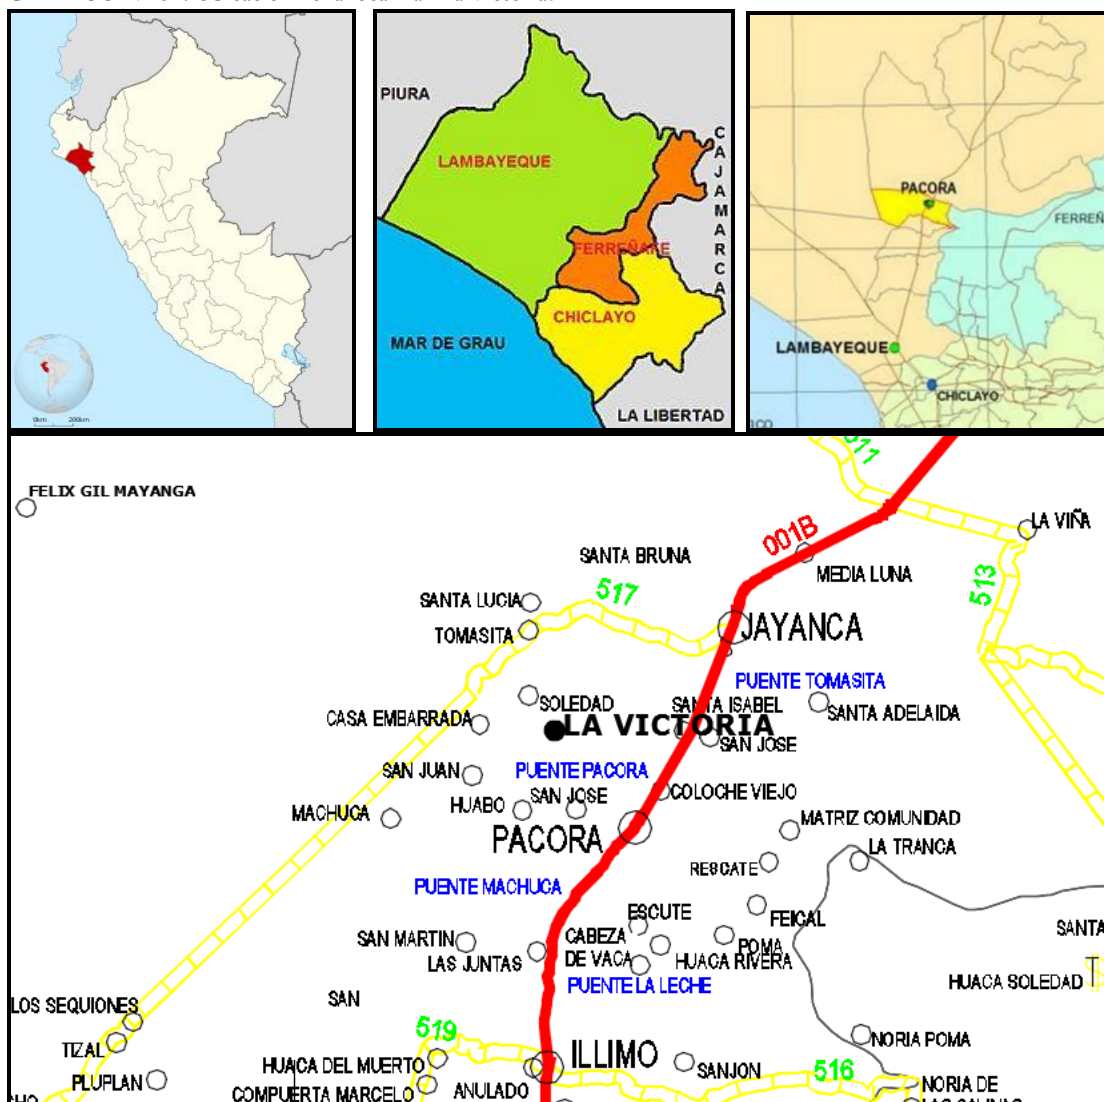 0km 200km
PIURA
LAMBAYEQUE
CAJAMARCA
FERREÑAFE
CHICLAYO
MAR DE GRAU
LA LIBERTAD
PACORA
LAMBAYEQUE
CHICLAYO
FELIX GIL MAYANGA
LA VIÑA
001B
SANTA BRUNA
MEDIA LUNA
517
513
SANTA LUCIA
TOMASITA
JAYANCA
PUENTE TOMASITA
SOLEDAD
SANTA ISABEL
SANTA ADELAIDA
CASA EMBARRADA
LA VICTORIA
SAN JOSE
SAN JUAN
PUENTE PACORA
HUABO
SAN JOSE
COLOCHE VIEJO
MACHUCA
PACORA
MATRIZ COMUNIDAD
LA TRANCA
RESCATE
PUENTE MACHUCA
ESCUTE
FEICAL
SAN MARTIN
CABEZA
DE VACA
POMA
LAS JUNTAS
HUACA RIVERA
SANTA
PUENTE LA LECHE
HUACA SOLEDAD
SAN
LOS SEQUIONES
519
NORIA POMA
TIZAL
ILLIMO
HUACA DEL MUERTO
SANJON
516
PLUPLAN
COMPUERTA MARCELO
ANULADO
NORIA DE